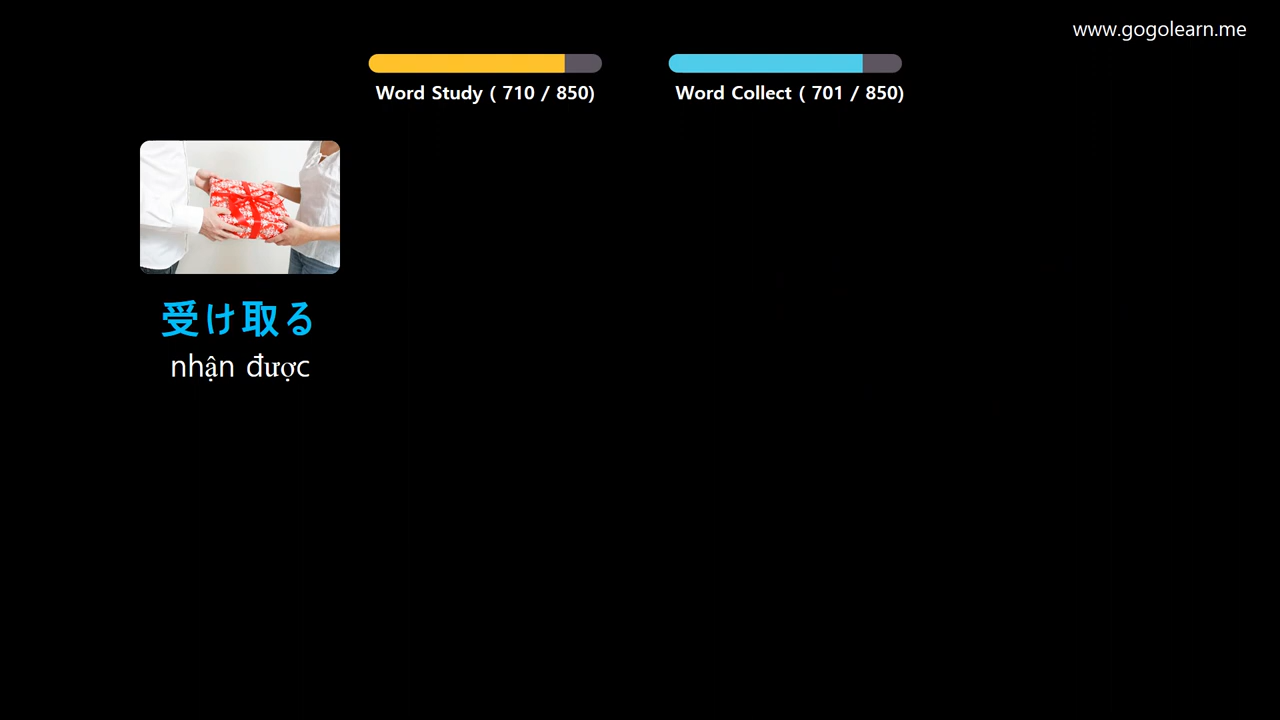 www.gogolearn.me
Word Study ( 710 / 850)
Word Collect ( 701 / 850)
受け取る
nhận được